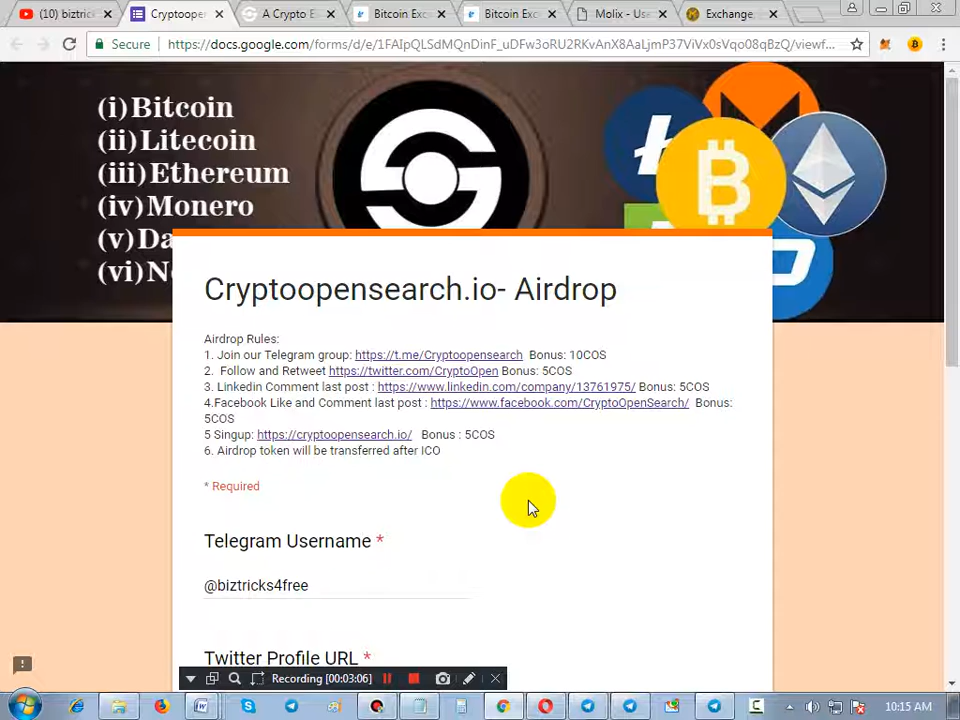 (10) biztric
Cryptoopen
A Crypto E
Bitcoin Exc
Bitcoin Exc
Molix - Use
Exchange
Secure
https://docs.google.com/forms/d/e/1FAIpQLSdMQnDinF_uDFw3oRU2RKvAnX8AaLjmP37ViVx0sVqo08qBzQ/viewf...
(i)Bitcoin
(ii)Litecoin
(iii)Ethereum
(iv)Monero
(v)Da
(vi)N
Cryptoopensearch.io- Airdrop
Airdrop Rules:
1. Join our Telegram group: https://t.me/Cryptoopensearch Bonus: 10COS
2. Follow and Retweet https://twitter.com/CryptoOpen Bonus: 5COS
3. Linkedin Comment last post : https://www.linkedin.com/company/13761975/ Bonus: 5COS
4.Facebook Like and Comment last post : https://www.facebook.com/CryptoOpenSearch/ Bonus:
5COS
5 Singup: https://cryptoopensearch.io/ Bonus : 5COS
6. Airdrop token will be transferred after ICO
* Required
Telegram Username *
@biztricks4free
Twitter Profile URL *
Recording [00:03:06]
10:15 AM